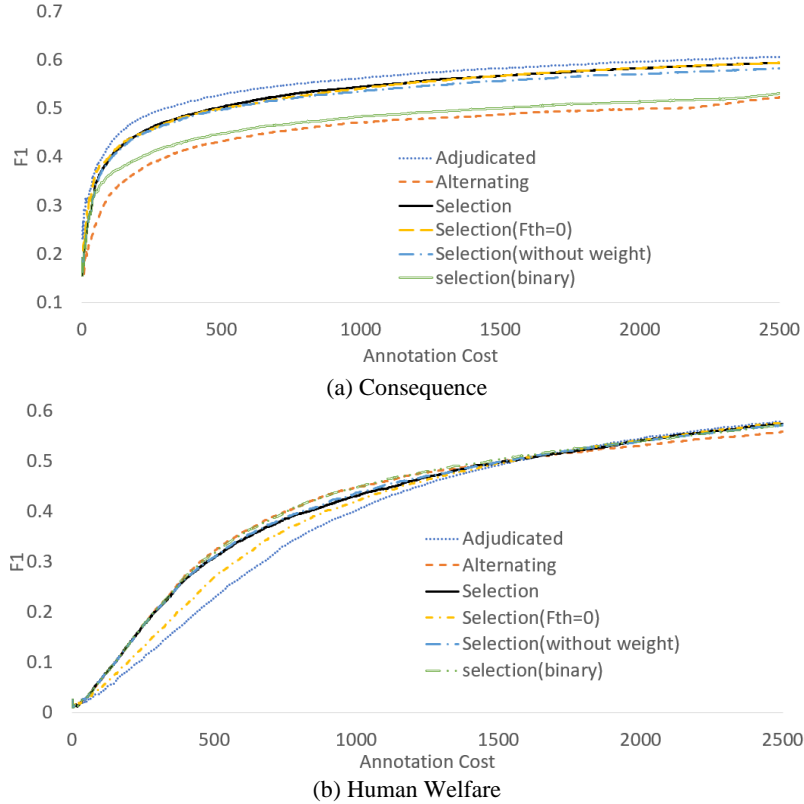 0.7
0.6
0.5
0.4
0.3
0.2
0.1
F1
Adjudicated
Alternating
Selection
Selection(Fth=0)
Selection(without weight)
selection(binary)
0 500 1000 1500 2000 2500
Annotation Cost
(a) Consequence
0.6
0.5
0.4
0.3
0.2
0.1
0
F1
Adjudicated
Alternating
Selection
Selection(Fth=0)
Selection(without weight)
selection(binary)
0 500 1000 1500 2000 2500
Annotation Cost
(b) Human Welfare